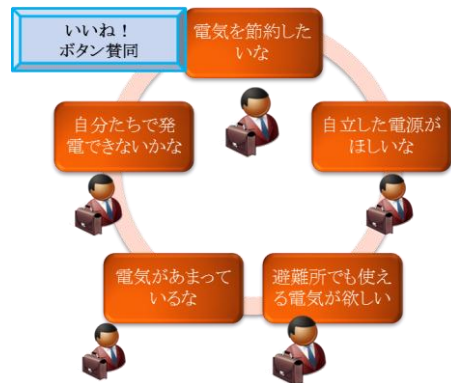 いいね！
ボタン賛同
電気を節約した
いな
自分たちで発
電できないかな
自立した電源が
ほしいな
電気があまって
いるな
避難所でも使え
る電気が欲しい